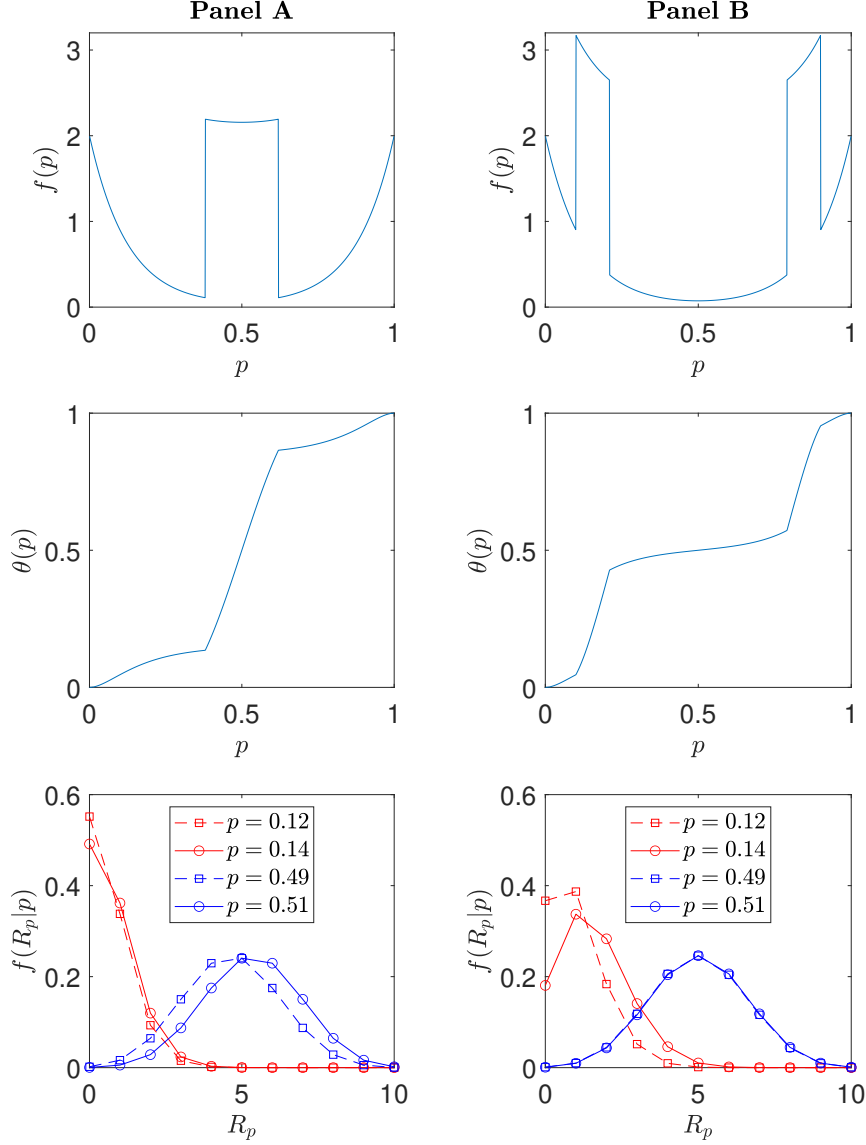 Panel A
3
2
1
0
f(p)
0
0.5
1
p
Panel B
3
2
1
0
f(p)
0
0.5
1
p
1
0.5
0
θ(p)
0
0.5
1
p
1
0.5
0
θ(p)
0
0.5
1
p
0.6
0.4
0.2
0
f(R_p|p)
p = 0.12
p = 0.14
p = 0.49
p = 0.51
0
5
10
R_p
0.6
0.4
0.2
0
f(R_p|p)
p = 0.12
p = 0.14
p = 0.49
p = 0.51
0
5
10
R_p